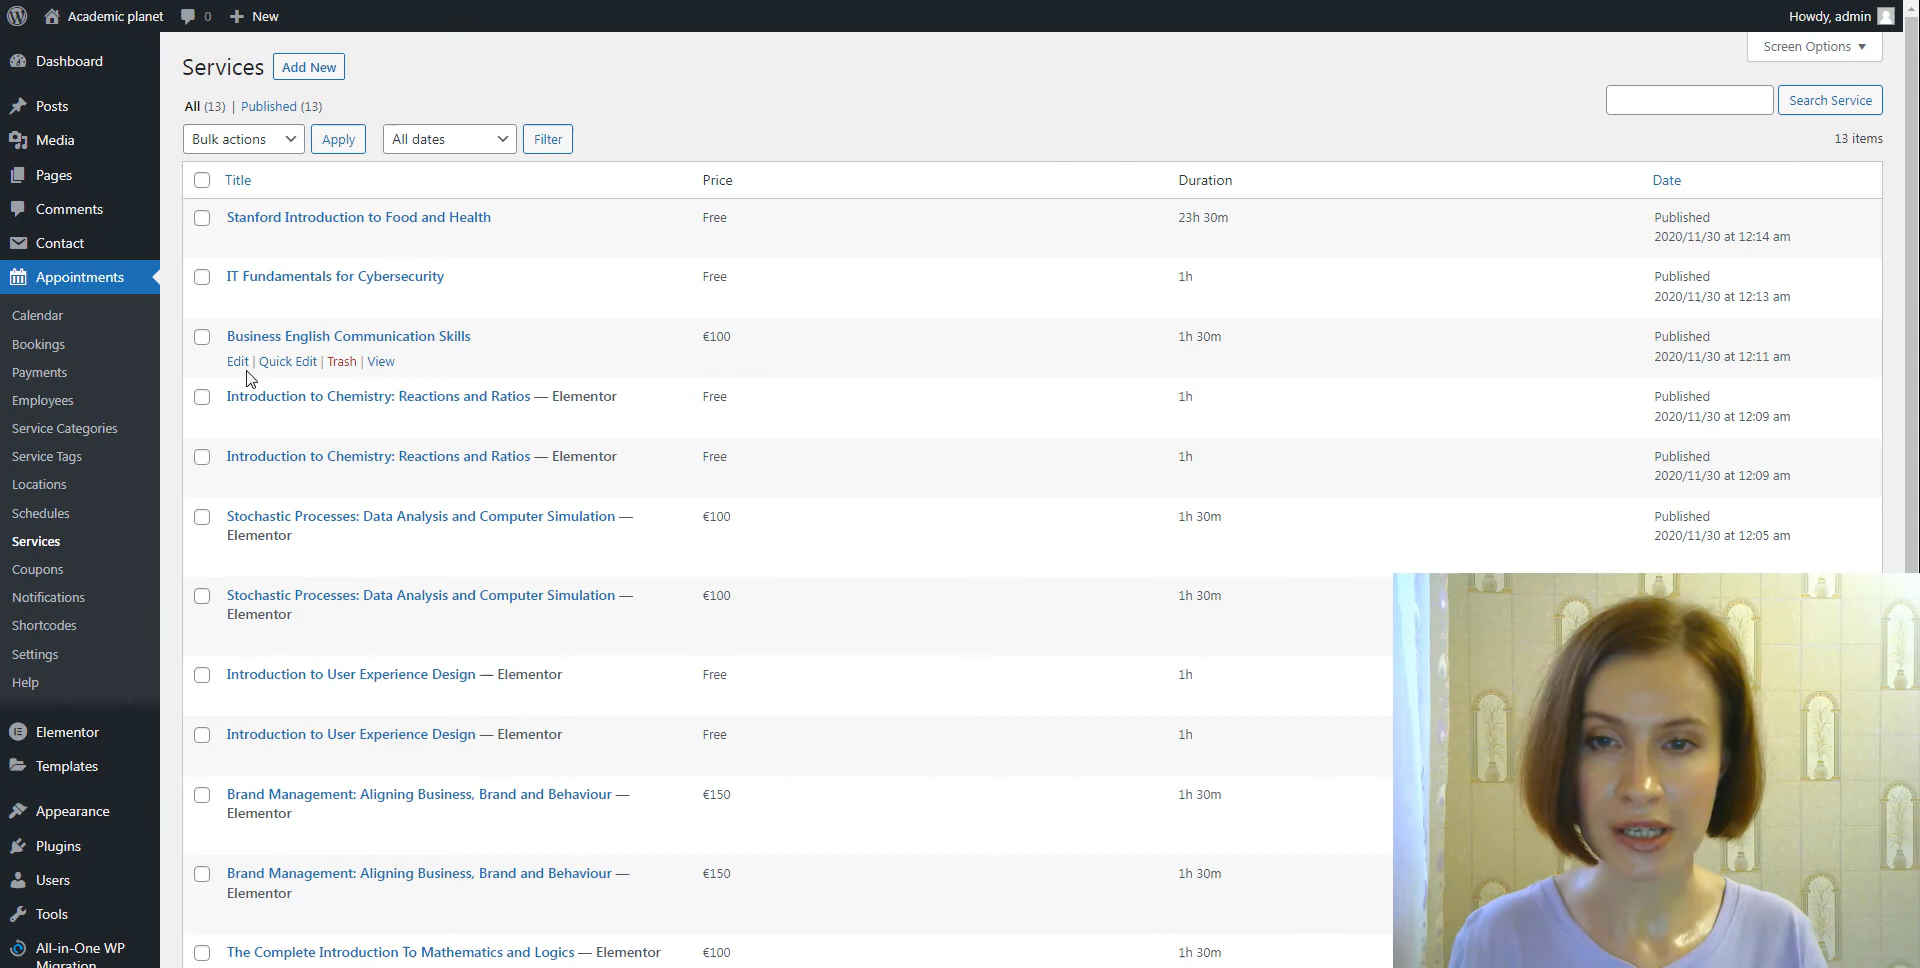 Academic planet
0
New
Howdy, admin
Screen Options
Dashboard
Posts
Media
Pages
Comments
Contact
Appointments
Calendar
Bookings
Payments
Employees
Service Categories
Service Tags
Locations
Schedules
Services
Coupons
Notifications
Shortcodes
Settings
Help
Elementor
Templates
Appearance
Plugins
Users
Tools
All-in-One WP
Migration
Services Add New
All (13) | Published (13)
Search Service
Bulk actions Apply All dates Filter
13 items
Title Price Duration Date
Stanford Introduction to Food and Health Free 23h 30m Published
2020/11/30 at 12:14 am
IT Fundamentals for Cybersecurity Free 1h Published
2020/11/30 at 12:13 am
Business English Communication Skills €100 1h 30m Published
Edit | Quick Edit | Trash | View 2020/11/30 at 12:11 am
Introduction to Chemistry: Reactions and Ratios — Elementor Free 1h Published
2020/11/30 at 12:09 am
Introduction to Chemistry: Reactions and Ratios — Elementor Free 1h Published
2020/11/30 at 12:09 am
Stochastic Processes: Data Analysis and Computer Simulation — €100 1h 30m Published
Elementor 2020/11/30 at 12:05 am
Stochastic Processes: Data Analysis and Computer Simulation — €100 1h 30m
Elementor
Introduction to User Experience Design — Elementor Free 1h
Introduction to User Experience Design — Elementor Free 1h
Brand Management: Aligning Business, Brand and Behaviour — €150 1h 30m
Elementor
Brand Management: Aligning Business, Brand and Behaviour — €150 1h 30m
Elementor
The Complete Introduction To Mathematics and Logics — Elementor €100 1h 30m